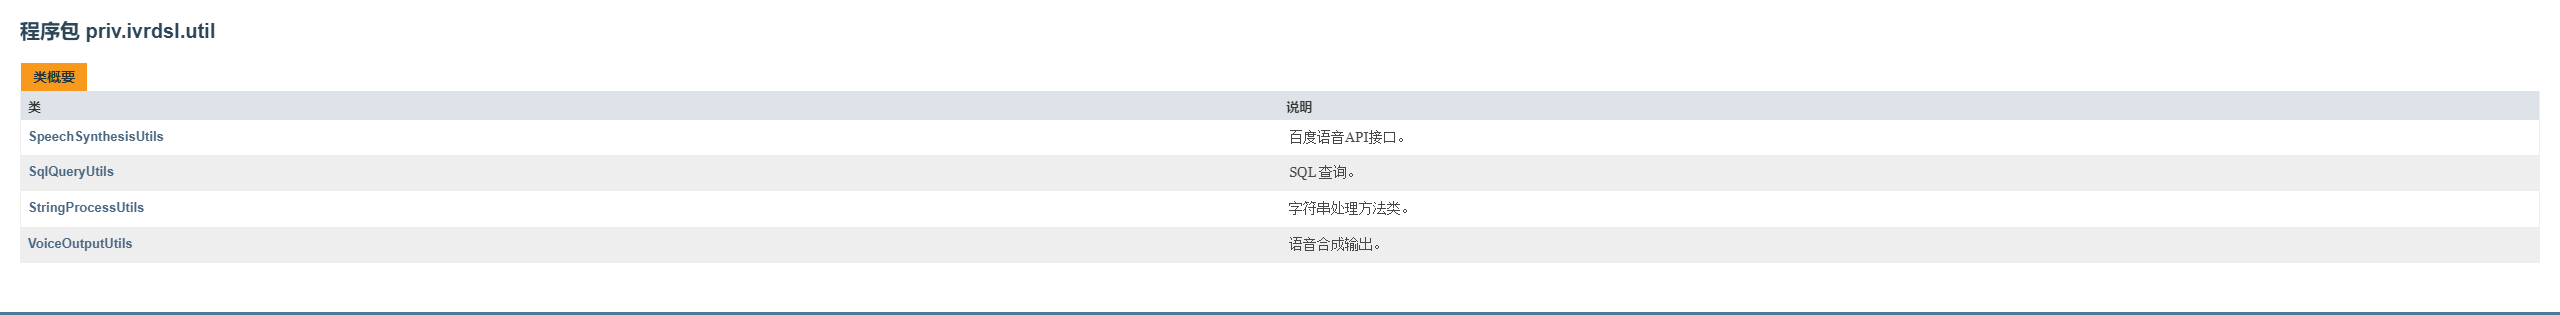 程序包 priv.ivrdsl.util
类概要
类 说明
SpeechSynthesisUtils 百度语音API接口。
SqlQueryUtils SQL 查询。
StringProcessUtils 字符串处理方法类。
VoiceOutputUtils 语音合成输出。